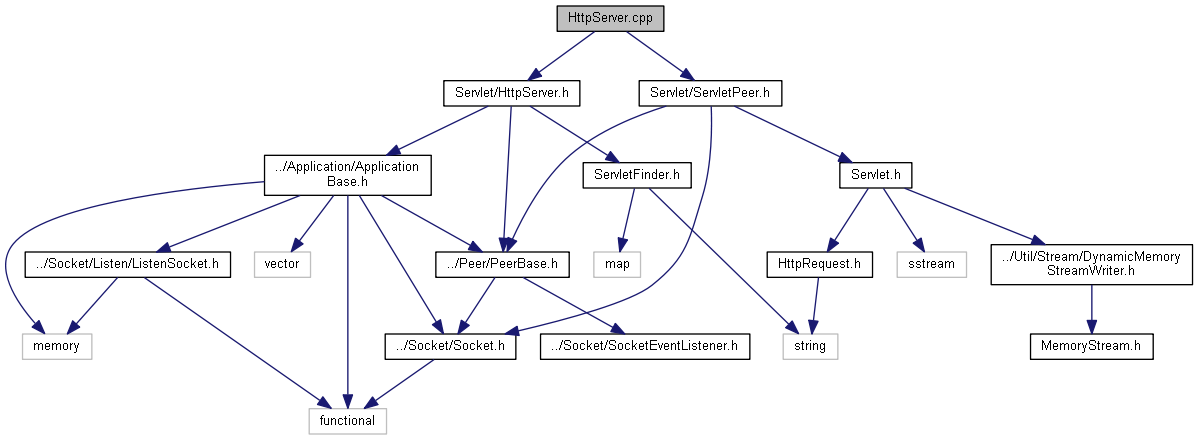 HttpServer.cpp
Servlet/HttpServer.h
Servlet/ServletPeer.h
../Application/Application
Base.h
ServletFinder.h
Servlet.h
../Socket/Listen/ListenSocket.h
vector
../Peer/PeerBase.h
map
HttpRequest.h
sstream
../Util/Stream/DynamicMemory
StreamWriter.h
memory
../Socket/Socket.h
../Socket/SocketEventListener.h
string
MemoryStream.h
functional